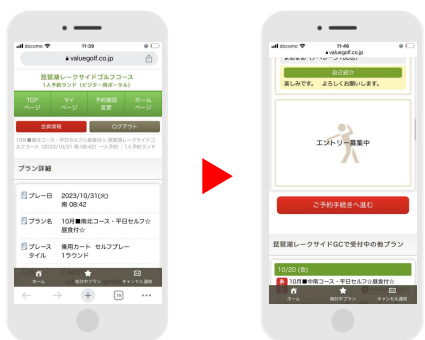 docomo 11:39
valuegolf.co.jp
琵琶湖レークサイドゴルフコース
1人予約ランド（ビジター用ポータル）
TOPページ
マイページ
予約確認変更
ホームページ
会員情報
ログアウト
プラン詳細
プレー日 2023/10/31(火)
南 08:42
プラン名 10月■南北コース・平日セルフ☆
昼食付☆
プレースタイル 乗用カート セルフプレー
1ラウンド
ホーム
検討中プラン
キャンセル通知
docomo 11:46
valuegolf.co.jp
自己紹介
楽しみです。 よろしくお願いします。
エントリー募集中
ご予約手続きへ進む
琵琶湖レークサイドGCで受付中の他プラン
10/20 (金)
10月■中南コース・平日セルフ☆昼食付☆
ホーム
検討中プラン
キャンセル通知